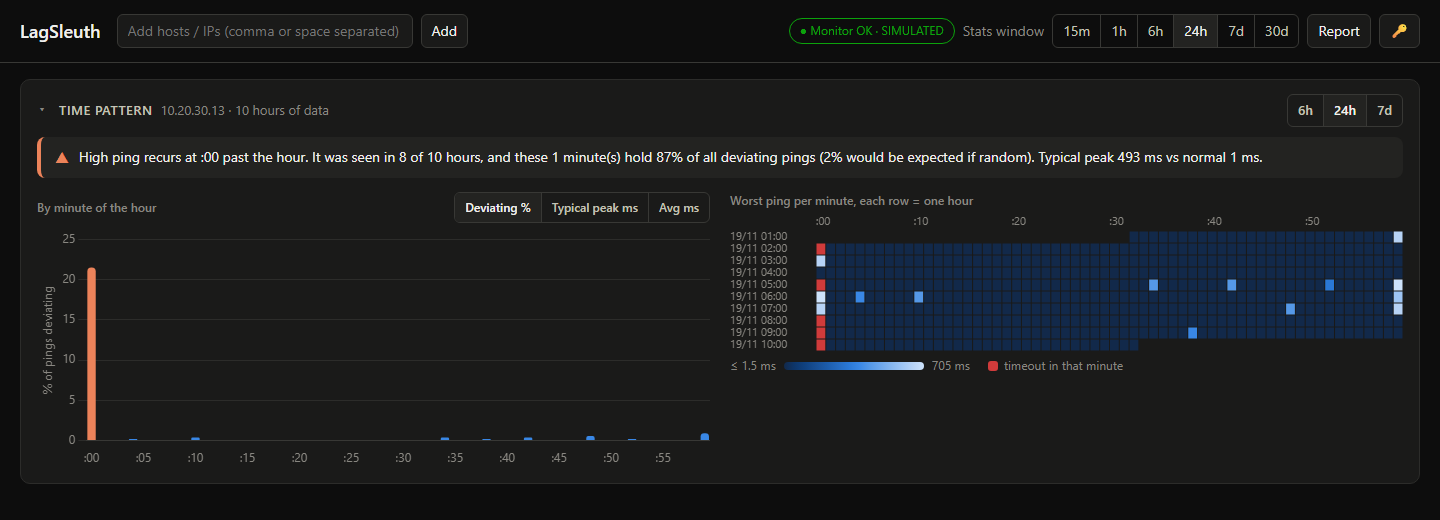 LagSleuth
Add hosts / IPs (comma or space separated)
Add
Monitor OK · SIMULATED
Stats window
15m 1h 6h 24h 7d 30d
Report
TIME PATTERN 10.20.30.13 · 10 hours of data
6h 24h 7d
High ping recurs at :00 past the hour. It was seen in 8 of 10 hours, and these 1 minute(s) hold 87% of all deviating pings (2% would be expected if random). Typical peak 493 ms vs normal 1 ms.
By minute of the hour
Deviating % Typical peak ms Avg ms
% of pings deviating
25
20
15
10
5
0
:00 :05 :10 :15 :20 :25 :30 :35 :40 :45 :50 :55
Worst ping per minute, each row = one hour
:00 :10 :20 :30 :40 :50
19/11 01:00
19/11 02:00
19/11 03:00
19/11 04:00
19/11 05:00
19/11 06:00
19/11 07:00
19/11 08:00
19/11 09:00
19/11 10:00
≤ 1.5 ms 705 ms timeout in that minute